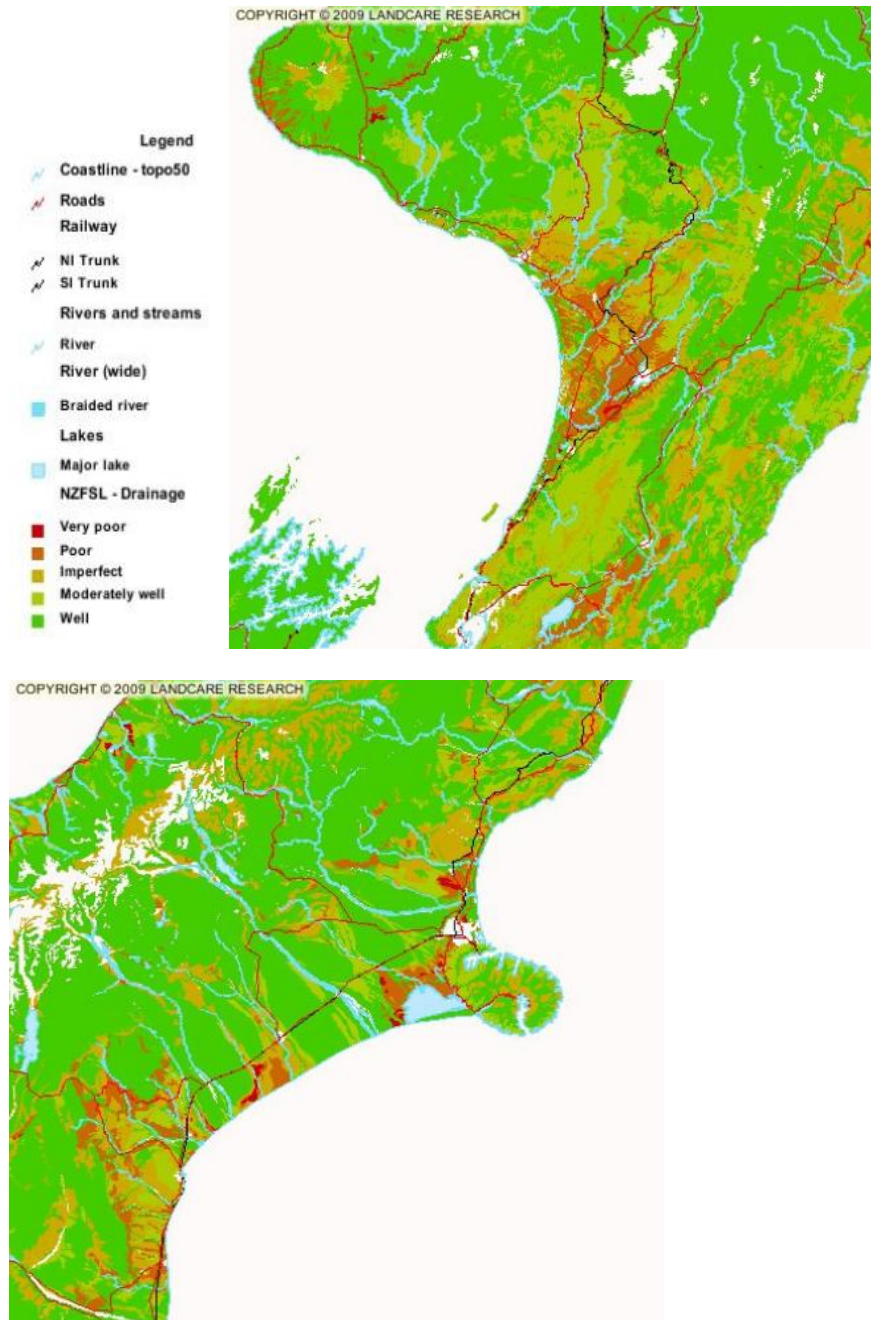 COPYRIGHT © 2009 LANDCARE RESEARCH
Legend
Coastline - topo50
Roads
Railway
NI Trunk
SI Trunk
Rivers and streams
River
River (wide)
Braided river
Lakes
Major lake
NZFSL - Drainage
Very poor
Poor
Imperfect
Moderately well
Well
COPYRIGHT © 2009 LANDCARE RESEARCH